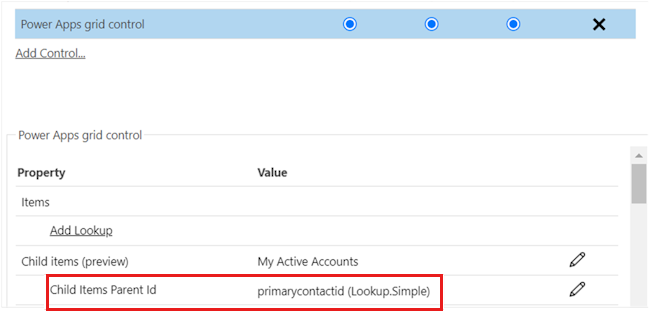 Power Apps grid control
Add Control...
Power Apps grid control
Property Value
Items
Add Lookup
Child items (preview) My Active Accounts
Child Items Parent Id primarycontactid (Lookup.Simple)